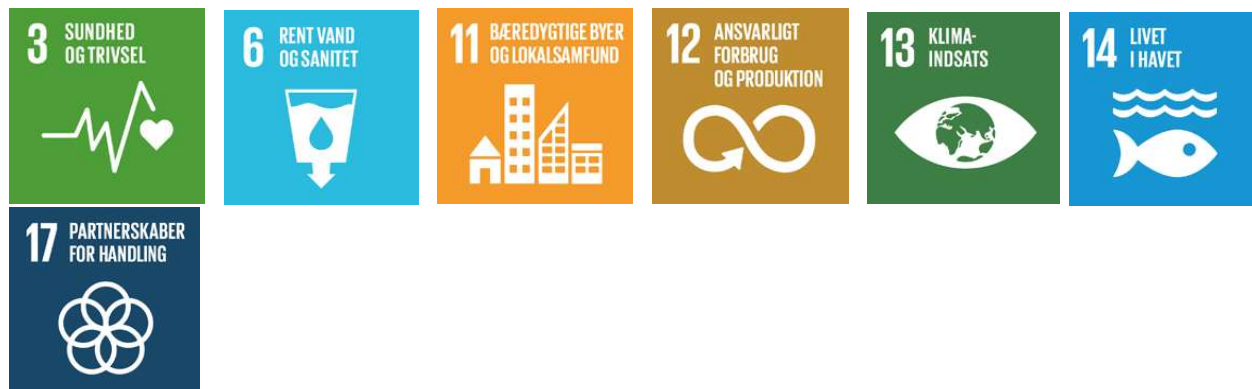 3 SUNDHED
OG TRIVSEL
6 RENT VAND
OG SANITET
11 BÆREDYGTIGE BYER
OG LOKALSAMFUND
12 ANSVARLIGT
FORBRUG
OG PRODUKTION
13 KLIMA-
INDSATS
14 LIVET
I HAVET
17 PARTNERSKABER
FOR HANDLING